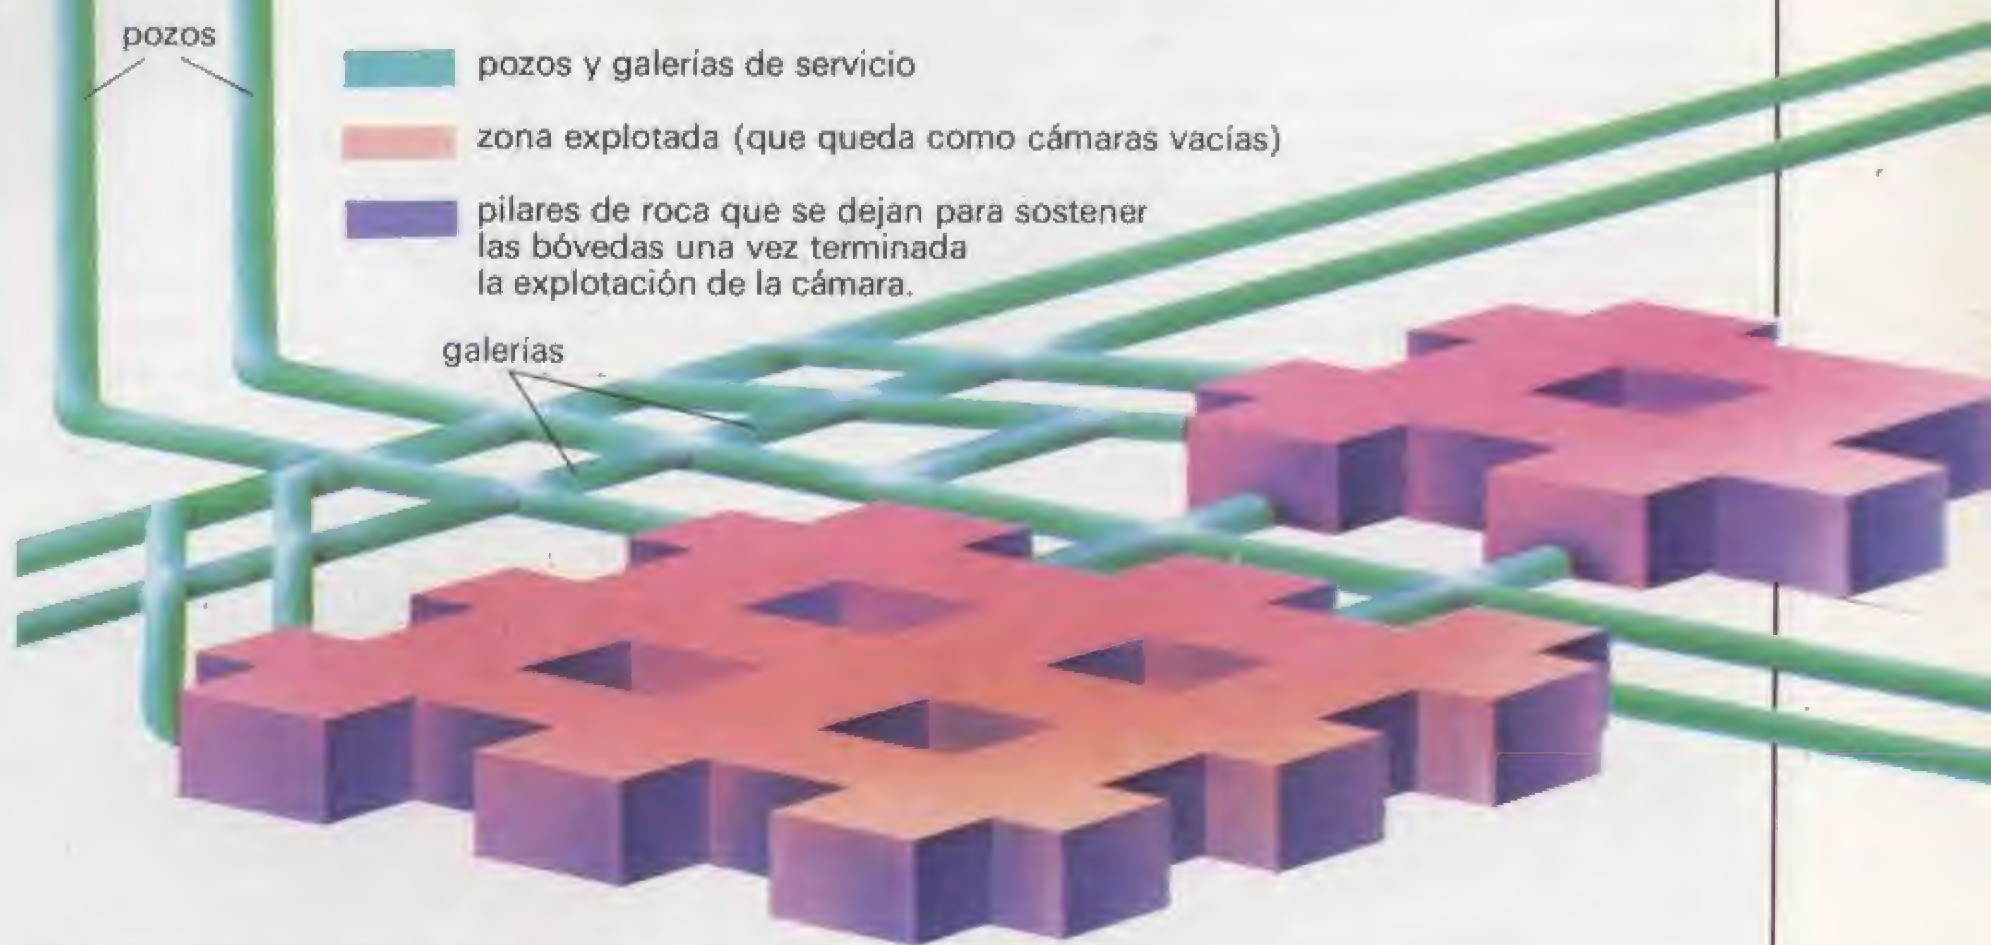 pozos
pozos y galerías de servicio
zona explotada (que queda como cámaras vacías)
pilares de roca que se dejan para sostener
las bóvedas una vez terminada
la explotación de la cámara.
galerías